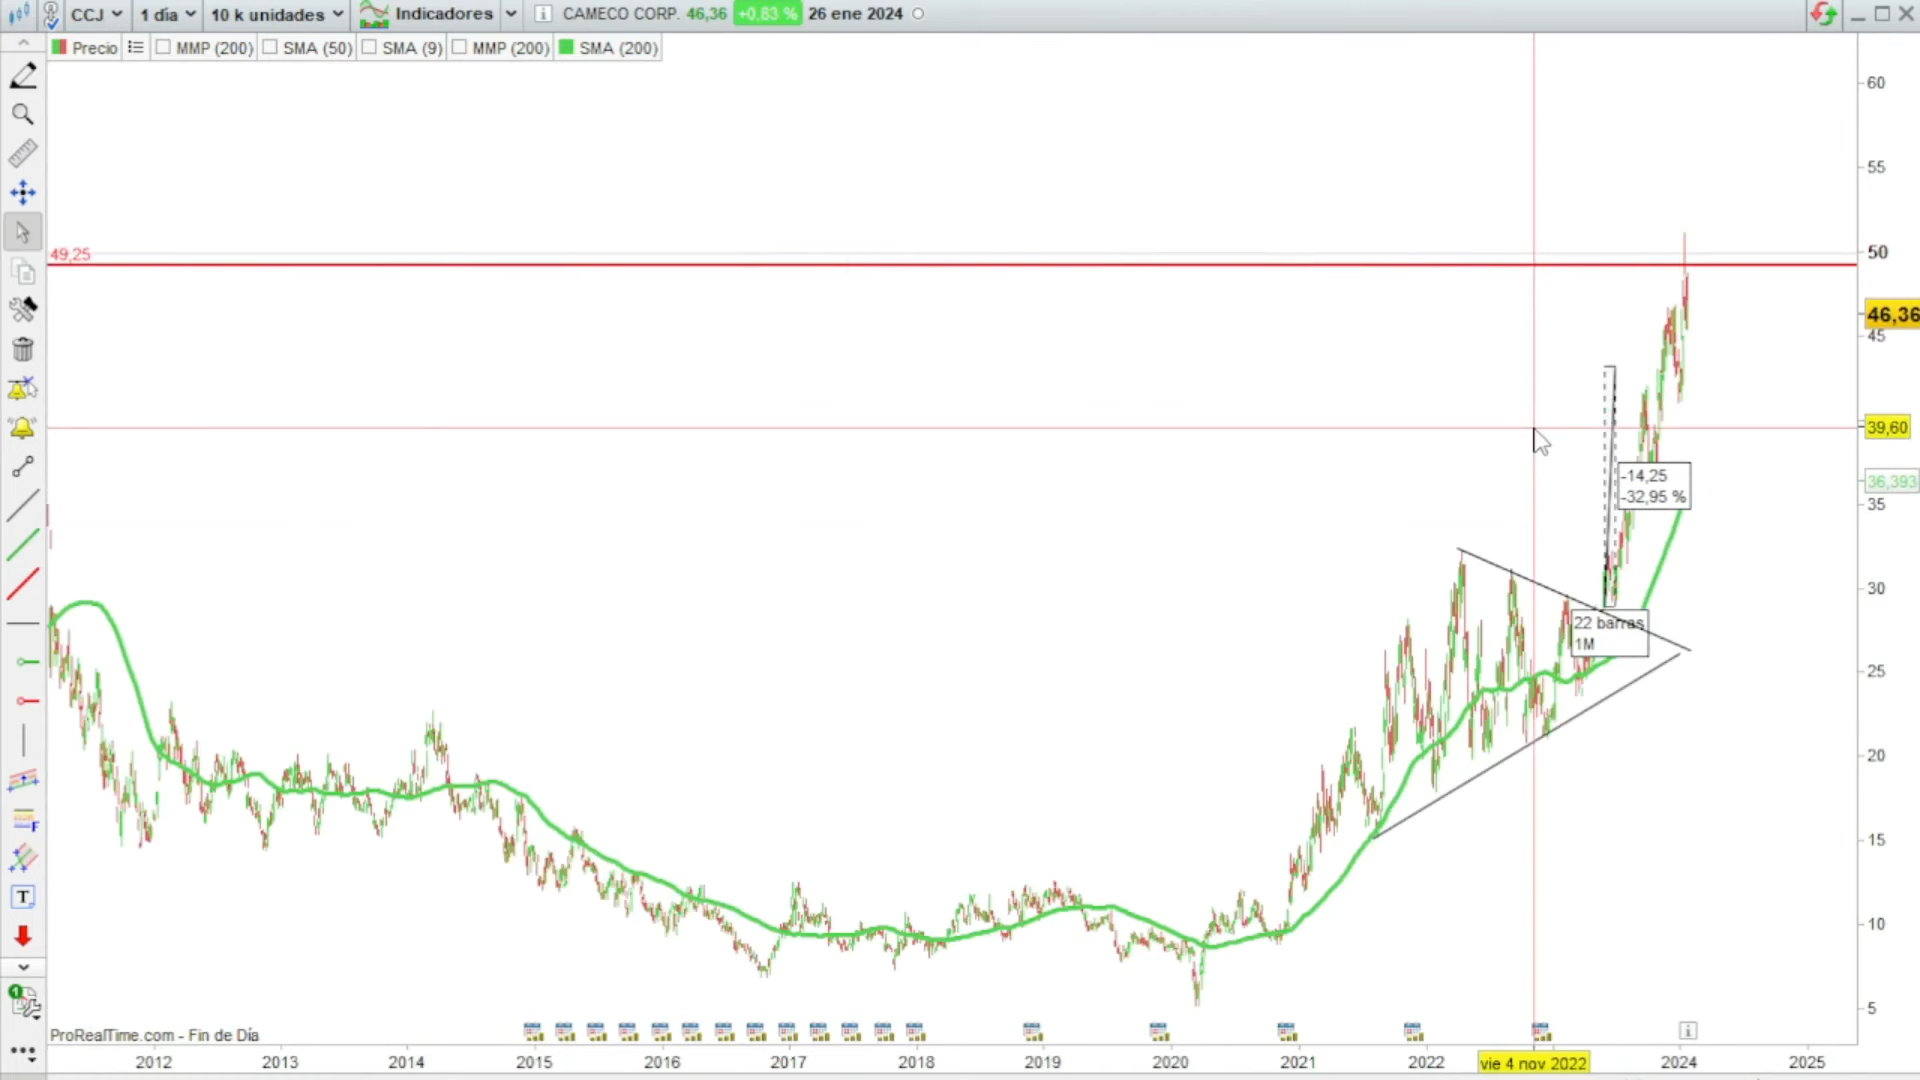 CCJ 1 día 10 k unidades Indicadores CAMECO CORP. 46,36 +0,83 % 26 ene 2024
Precio MMP (200) SMA (50) SMA (9) MMP (200) SMA (200)
60
55
49,25
50
46,36
45
39,60
-14,25
-32,95 %
36,393
35
30
22 barras
1M
25
20
15
10
5
ProRealTime.com - Fin de Día
2012 2013 2014 2015 2016 2017 2018 2019 2020 2021 2022 vie 4 nov 2022 2024 2025